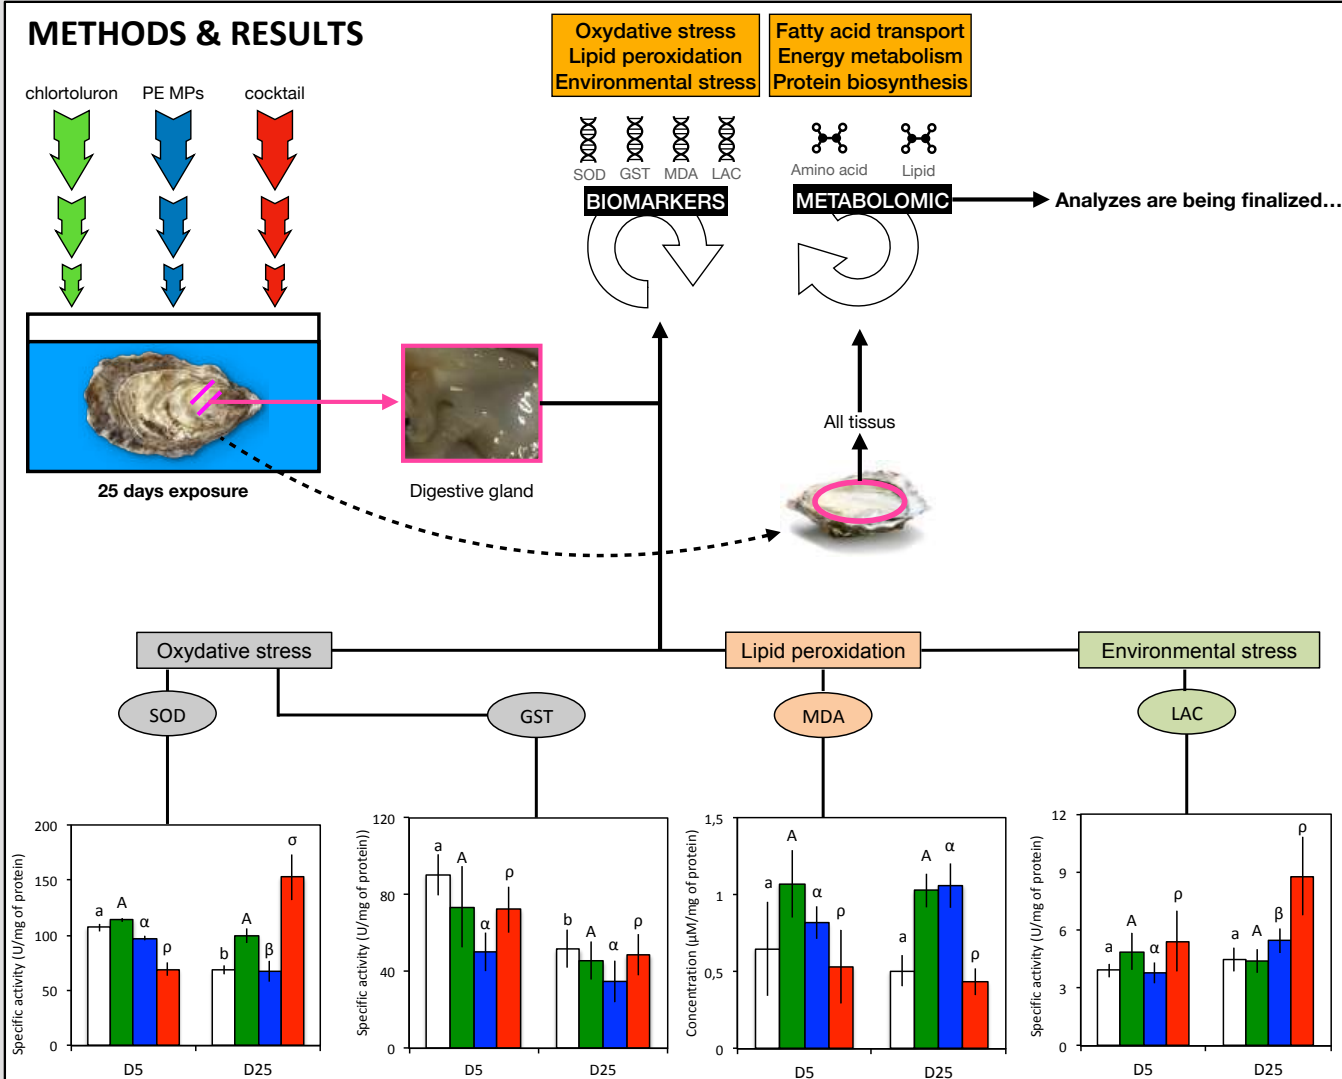 METHODS & RESULTS
Oxydative stress
Lipid peroxidation
Environmental stress
Fatty acid transport
Energy metabolism
Protein biosynthesis
chlortoluron
PE MPs
cocktail
SOD GST MDA LAC
BIOMARKERS
Amino acid
Lipid
METABOLOMIC
Analyzes are being finalized...
All tissus
25 days exposure
Digestive gland
Oxydative stress
Lipid peroxidation
Environmental stress
SOD
GST
MDA
LAC
Specific activity (U/mg of protein)
200
150
100
50
0
a A α ρ
b A β σ
D5 D25
Specific activity (U/mg of protein))
120
80
40
0
a A α ρ
b A α ρ
D5 D25
Concentration (µM/mg of protein)
1,5
1
0,5
0
a A α ρ
a A α ρ
D5 D25
Specific activity (U/mg of protein)
12
9
6
3
0
a A α ρ
a A β ρ
D5 D25